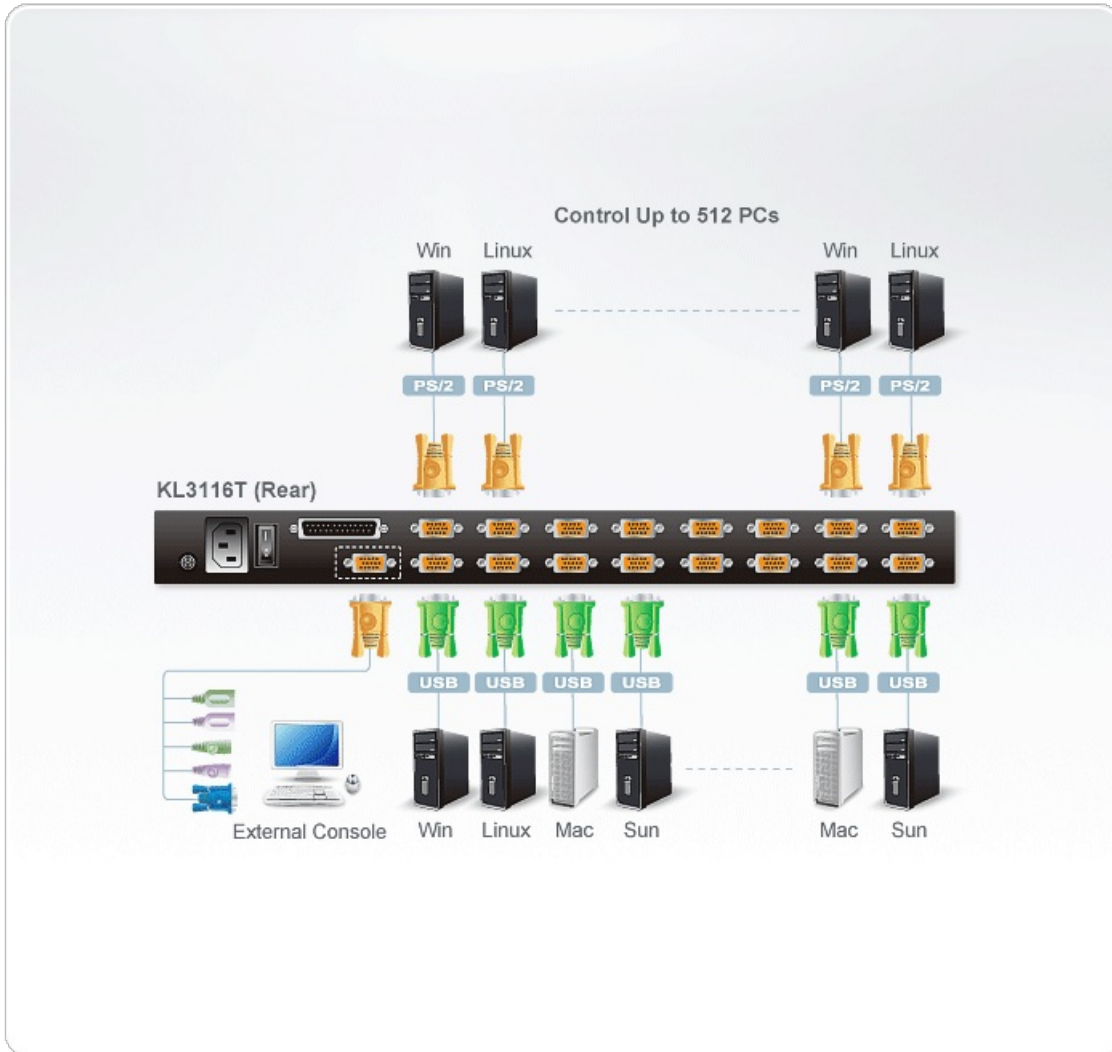 Control Up to 512 PCs
Win Linux Win Linux
PS/2 PS/2 PS/2 PS/2
KL3116T (Rear)
USB USB USB USB USB USB
External Console Win Linux Mac Sun Mac Sun